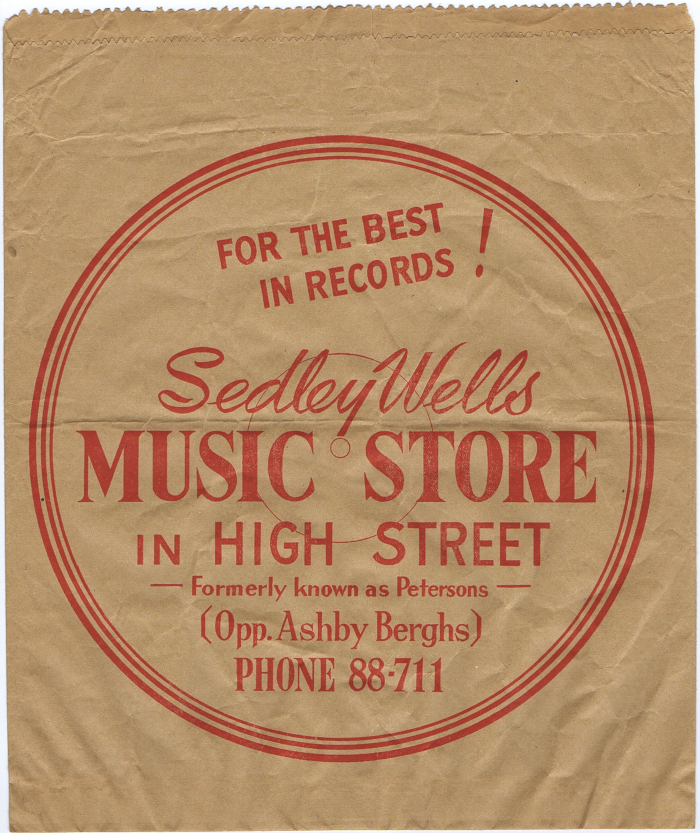 FOR THE BEST
IN RECORDS !
Sedley Wells
MUSIC STORE
IN HIGH STREET
— Formerly known as Petersons —
(Opp. Ashby Berghs)
PHONE 88-711